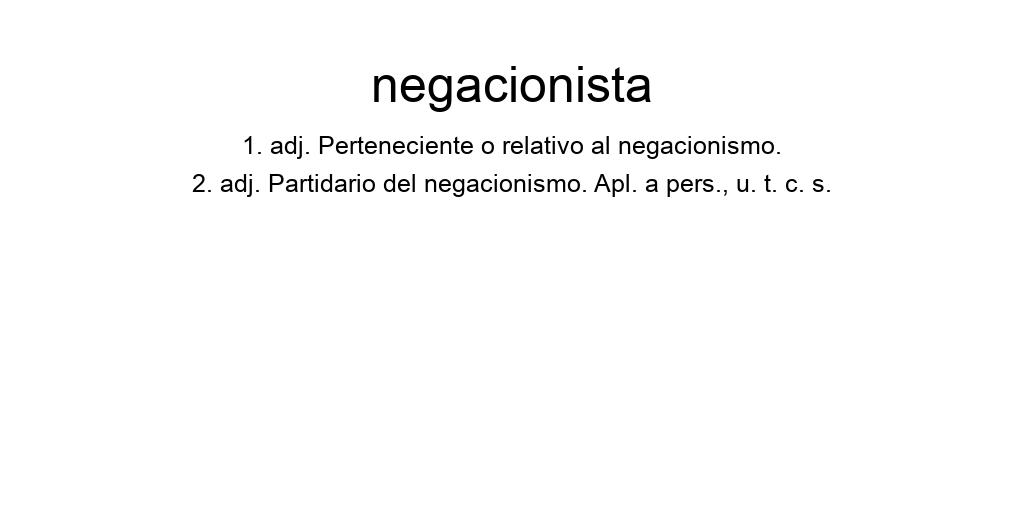 negacionista
1. adj. Perteneciente o relativo al negacionismo.
2. adj. Partidario del negacionismo. Apl. a pers., u. t. c. s.